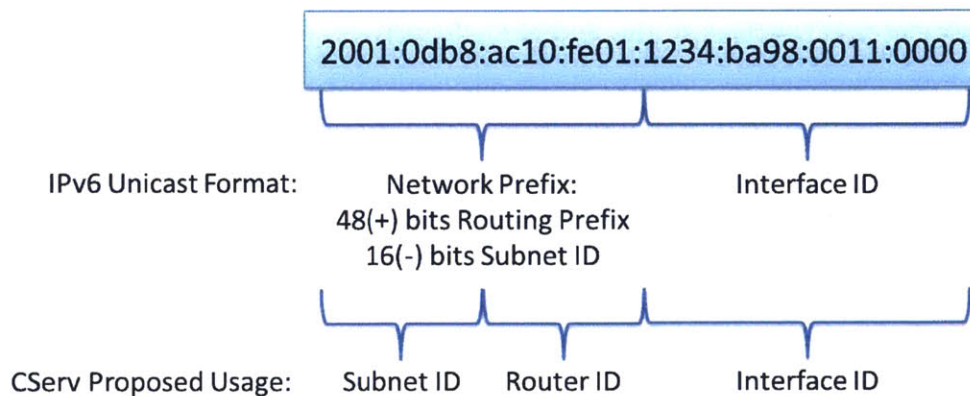 2001:0db8:ac10:fe01:1234:ba98:0011:0000
IPv6 Unicast Format: Network Prefix: Interface ID
48(+) bits Routing Prefix
16(-) bits Subnet ID
CServ Proposed Usage: Subnet ID Router ID Interface ID